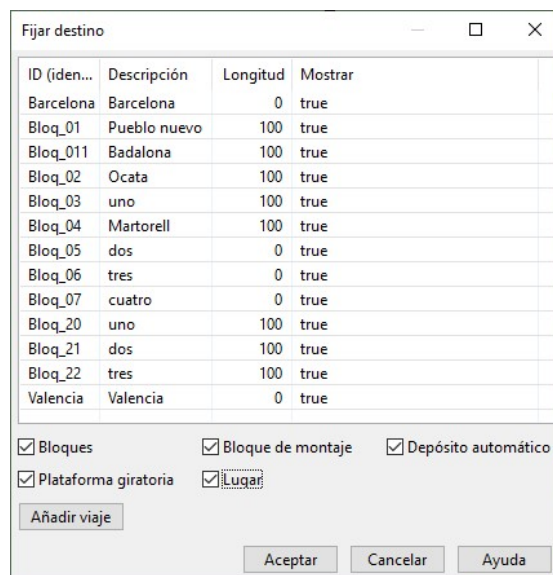 Fijar destino
ID (iden... Descripción Longitud Mostrar
Barcelona Barcelona 0 true
Bloq_01 Pueblo nuevo 100 true
Bloq_011 Badalona 100 true
Bloq_02 Ocata 100 true
Bloq_03 uno 100 true
Bloq_04 Martorell 100 true
Bloq_05 dos 0 true
Bloq_06 tres 0 true
Bloq_07 cuatro 0 true
Bloq_20 uno 100 true
Bloq_21 dos 100 true
Bloq_22 tres 100 true
Valencia Valencia 0 true
Bloques Bloque de montaje Depósito automático
Plataforma giratoria Lugar
Añadir viaje
Aceptar Cancelar Ayuda